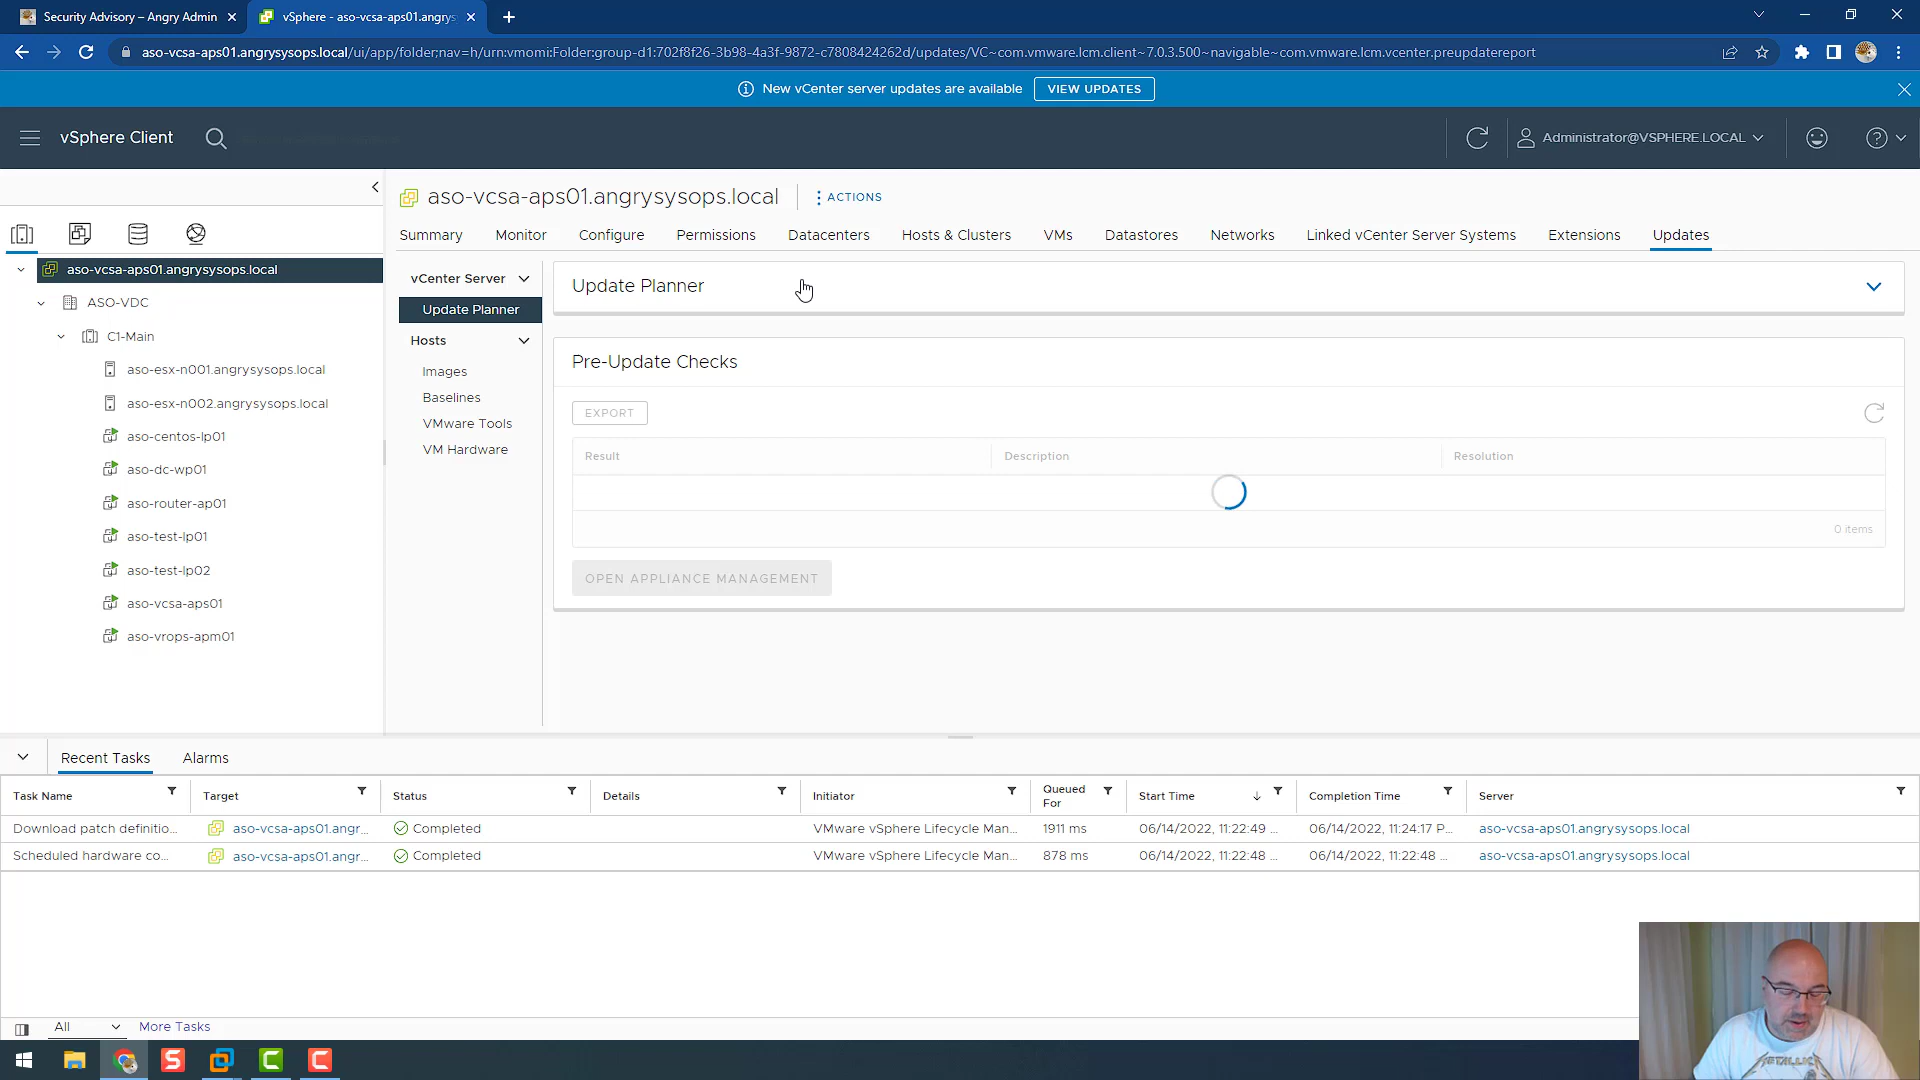 Security Advisory – Angry Admin
vSphere - aso-vcsa-aps01.angrys
aso-vcsa-aps01.angrysysops.local/ui/app/folder;nav=h/urn:vmomi:Folder:group-d1:702f8f26-3b98-4a3f-9872-c7808424262d/updates/VC~com.vmware.lcm.client~7.0.3.500~navigable~com.vmware.lcm.vcenter.preupdatereport
New vCenter server updates are available VIEW UPDATES
vSphere Client
Administrator@VSPHERE.LOCAL
aso-vcsa-aps01.angrysysops.local
ACTIONS
Summary Monitor Configure Permissions Datacenters Hosts & Clusters VMs Datastores Networks Linked vCenter Server Systems Extensions Updates
aso-vcsa-aps01.angrysysops.local
ASO-VDC
C1-Main
aso-esx-n001.angrysysops.local
aso-esx-n002.angrysysops.local
aso-centos-lp01
aso-dc-wp01
aso-router-ap01
aso-test-lp01
aso-test-lp02
aso-vcsa-aps01
aso-vrops-apm01
vCenter Server
Update Planner
Hosts
Images
Baselines
VMware Tools
VM Hardware
Update Planner
Pre-Update Checks
EXPORT
Result Description Resolution
0 items
OPEN APPLIANCE MANAGEMENT
Recent Tasks Alarms
Task Name Target Status Details Initiator Queued For Start Time Completion Time Server
Download patch definitio... aso-vcsa-aps01.angr... Completed VMware vSphere Lifecycle Man... 1911 ms 06/14/2022, 11:22:49 ... 06/14/2022, 11:24:17 P... aso-vcsa-aps01.angrysysops.local
Scheduled hardware co... aso-vcsa-aps01.angr... Completed VMware vSphere Lifecycle Man... 878 ms 06/14/2022, 11:22:48 ... 06/14/2022, 11:22:48 ... aso-vcsa-aps01.angrysysops.local
All More Tasks
METALLICA